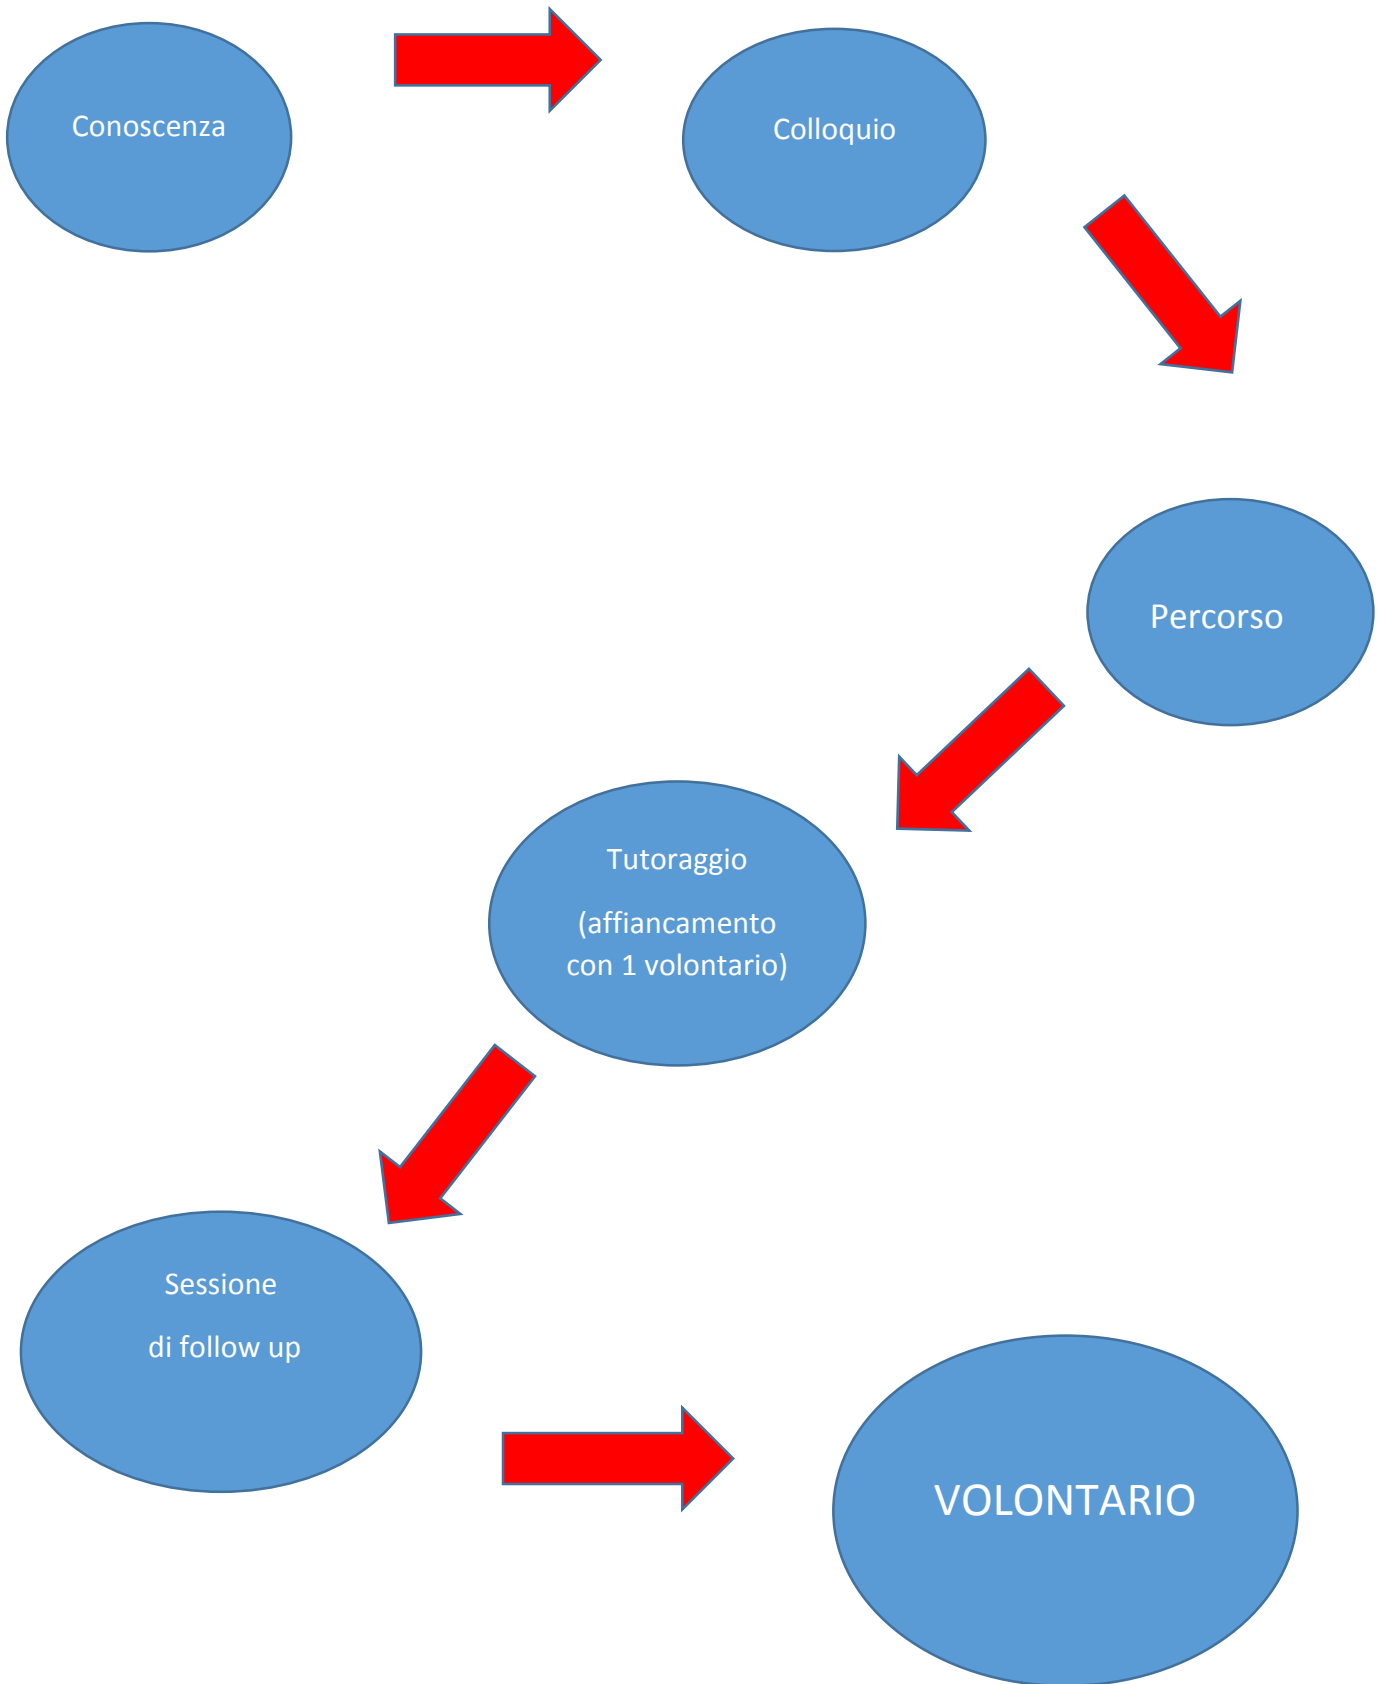 Conoscenza
Colloquio
Percorso
Tutoraggio
(affiancamento
con 1 volontario)
Sessione
di follow up
VOLONTARIO